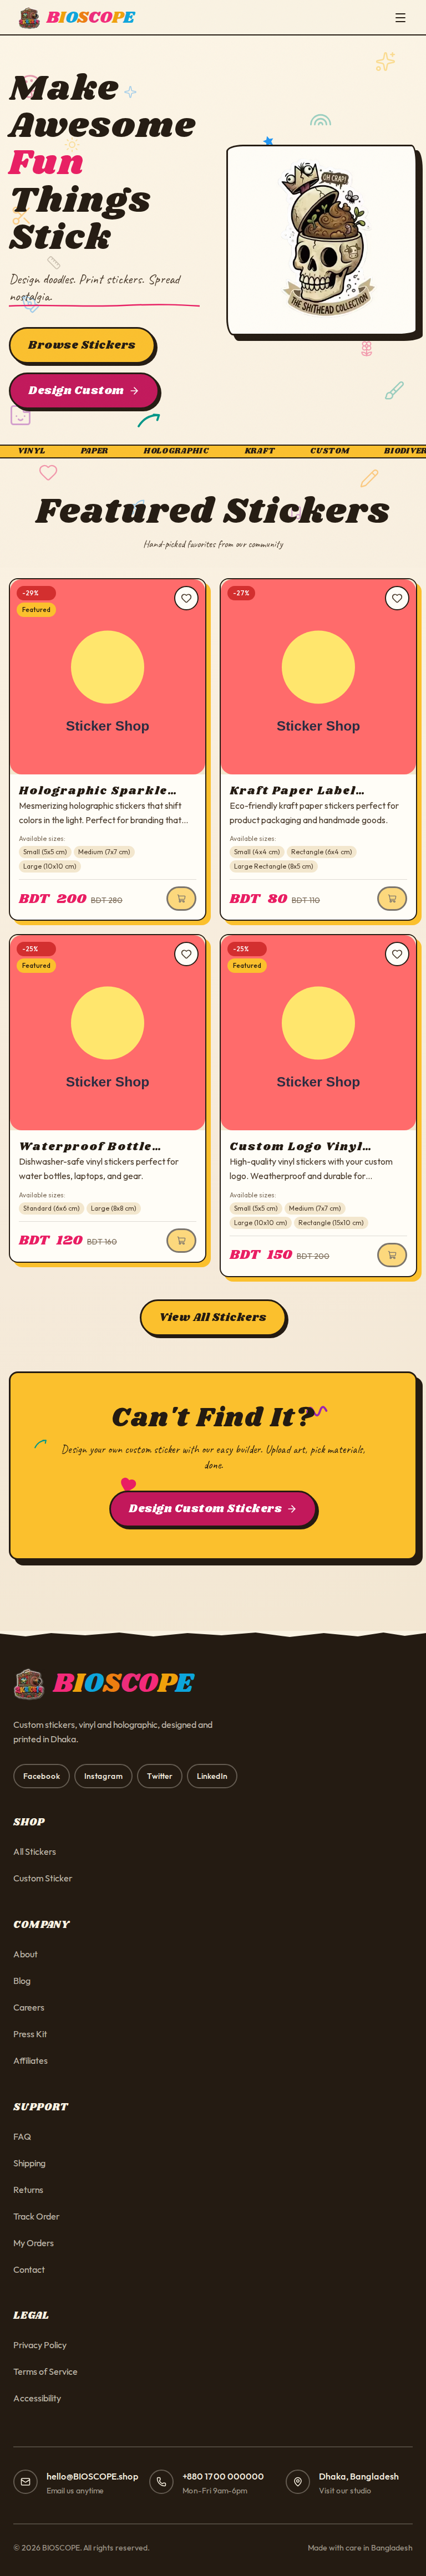 BIOSCOPE
Make
Awesome
Fun
Things
Stick
Design doodles. Print stickers. Spread
nostalgia.
Browse Stickers
Design Custom →
OH CRAP!
THE SHITHEAD COLLECTION
VINYL PAPER HOLOGRAPHIC KRAFT CUSTOM BIODIVER
Featured Stickers
Hand-picked favorites from our community
-29%
Featured
Sticker Shop
Holographic Sparkle…
Mesmerizing holographic stickers that shift
colors in the light. Perfect for branding that…
Available sizes:
Small (5x5 cm) Medium (7x7 cm)
Large (10x10 cm)
BDT 200 BDT 280
-27%
Sticker Shop
Kraft Paper Label…
Eco-friendly kraft paper stickers perfect for
product packaging and handmade goods.
Available sizes:
Small (4x4 cm) Rectangle (6x4 cm)
Large Rectangle (8x5 cm)
BDT 80 BDT 110
-25%
Featured
Sticker Shop
Waterproof Bottle…
Dishwasher-safe vinyl stickers perfect for
water bottles, laptops, and gear.
Available sizes:
Standard (6x6 cm) Large (8x8 cm)
BDT 120 BDT 160
-25%
Featured
Sticker Shop
Custom Logo Vinyl…
High-quality vinyl stickers with your custom
logo. Weatherproof and durable for…
Available sizes:
Small (5x5 cm) Medium (7x7 cm)
Large (10x10 cm) Rectangle (15x10 cm)
BDT 150 BDT 200
View All Stickers
Can't Find It?
Design your own custom sticker with our easy builder. Upload art, pick materials,
done.
Design Custom Stickers →
BIOSCOPE
Custom stickers, vinyl and holographic, designed and
printed in Dhaka.
Facebook Instagram Twitter LinkedIn
SHOP
All Stickers
Custom Sticker
COMPANY
About
Blog
Careers
Press Kit
Affiliates
SUPPORT
FAQ
Shipping
Returns
Track Order
My Orders
Contact
LEGAL
Privacy Policy
Terms of Service
Accessibility
hello@BIOSCOPE.shop
Email us anytime
+880 1700 000000
Mon-Fri 9am-6pm
Dhaka, Bangladesh
Visit our studio
© 2026 BIOSCOPE. All rights reserved.
Made with care in Bangladesh